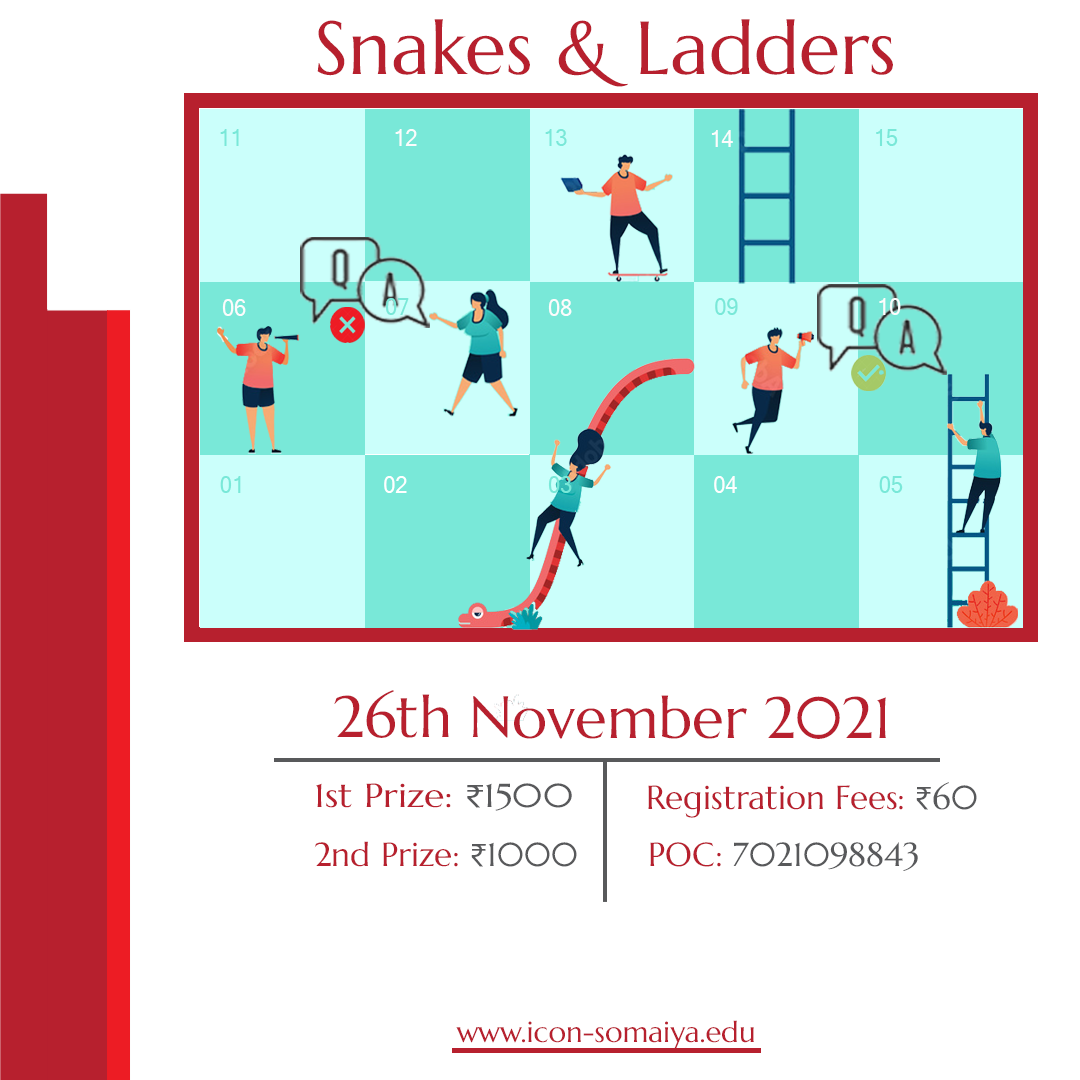 Snakes & Ladders
11 12 13 14 15
Q A
06 07 08 09 10
Q A
01 02 03 04 05
26th November 2021
1st Prize: ₹1500
Registration Fees: ₹60
2nd Prize: ₹1000
POC: 7021098843
www.icon-somaiya.edu